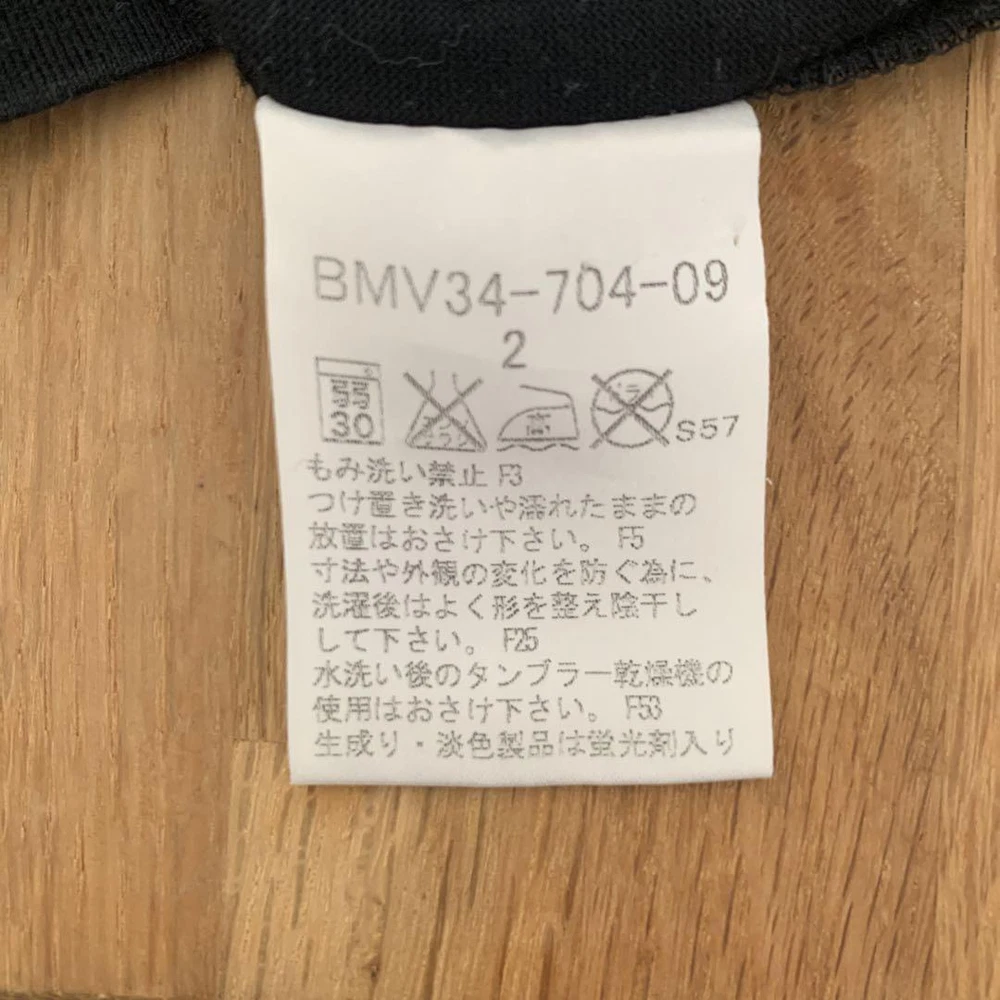 BMV34-704-09
2
弱
30
S57
もみ洗い禁止 F3
つけ置き洗いや濡れたままの
放置はおさけ下さい。 F5
寸法や外観の変化を防ぐ為に、
洗濯後はよく形を整え陰干し
して下さい。 F25
水洗い後のタンブラー乾燥機の
使用はおさけ下さい。 F53
生成り・淡色製品は蛍光剤入り